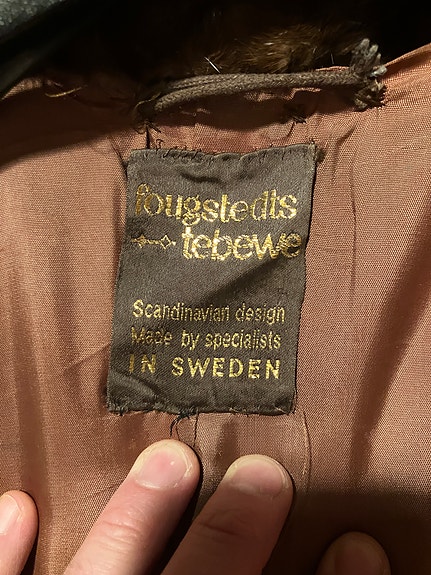 fougstedts
tebewe
Scandinavian design
Made by specialists
IN SWEDEN